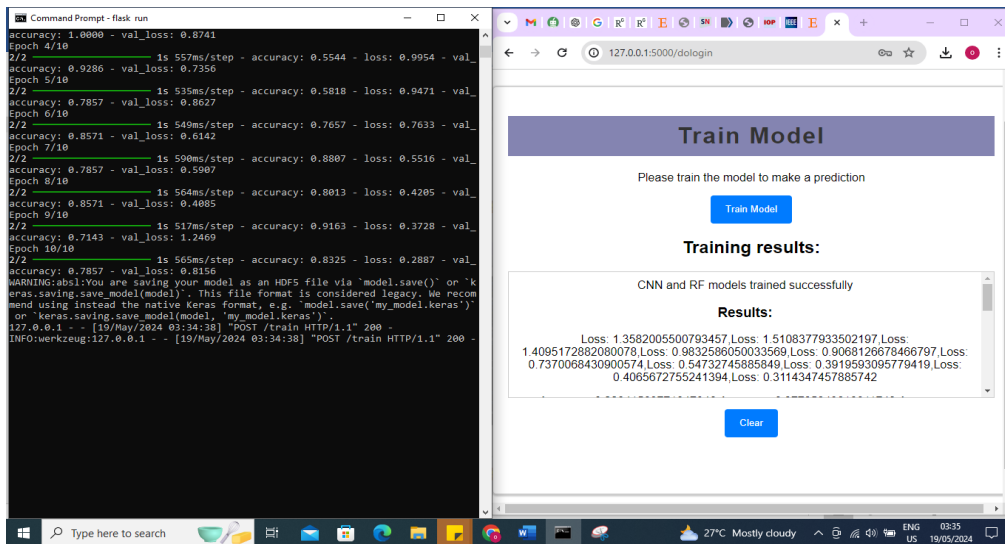 Command Prompt - flask run
accuracy: 1.0000 - val_loss: 0.8741
Epoch 4/10
2/2 1s 557ms/step - accuracy: 0.5544 - loss: 0.9954 - val_
accuracy: 0.9286 - val_loss: 0.7356
Epoch 5/10
2/2 1s 535ms/step - accuracy: 0.5818 - loss: 0.9471 - val_
accuracy: 0.7857 - val_loss: 0.8627
Epoch 6/10
2/2 1s 549ms/step - accuracy: 0.7657 - loss: 0.7633 - val_
accuracy: 0.8571 - val_loss: 0.6142
Epoch 7/10
2/2 1s 590ms/step - accuracy: 0.8807 - loss: 0.5516 - val_
accuracy: 0.7857 - val_loss: 0.5907
Epoch 8/10
2/2 1s 564ms/step - accuracy: 0.8013 - loss: 0.4205 - val_
accuracy: 0.8571 - val_loss: 0.4085
Epoch 9/10
2/2 1s 517ms/step - accuracy: 0.9163 - loss: 0.3728 - val_
accuracy: 0.7143 - val_loss: 1.2469
Epoch 10/10
2/2 1s 565ms/step - accuracy: 0.8325 - loss: 0.2887 - val_
accuracy: 0.7857 - val_loss: 0.8156
WARNING:absl:You are saving your model as an HDF5 file via `model.save()` or `k
eras.saving.save_model(model)`. This file format is considered legacy. We recom
mend using instead the native Keras format, e.g. `model.save('my_model.keras')`
or `keras.saving.save_model(model, 'my_model.keras')`.
127.0.0.1 - - [19/May/2024 03:34:38] "POST /train HTTP/1.1" 200 -
INFO:werkzeug:127.0.0.1 - - [19/May/2024 03:34:38] "POST /train HTTP/1.1" 200 -
127.0.0.1:5000/dologin
Train Model
Please train the model to make a prediction
Train Model
Training results:
CNN and RF models trained successfully
Results:
Loss: 1.3582005500793457,Loss: 1.5108377933502197,Loss:
1.4095172882080078,Loss: 0.9832586050033569,Loss: 0.9068126678466797,Loss:
0.7370068430900574,Loss: 0.54732745885849,Loss: 0.3919593095779419,Loss:
0.4065672755241394,Loss: 0.3114347457885742
Clear
Type here to search
27°C Mostly cloudy
ENG
US
03:35
19/05/2024